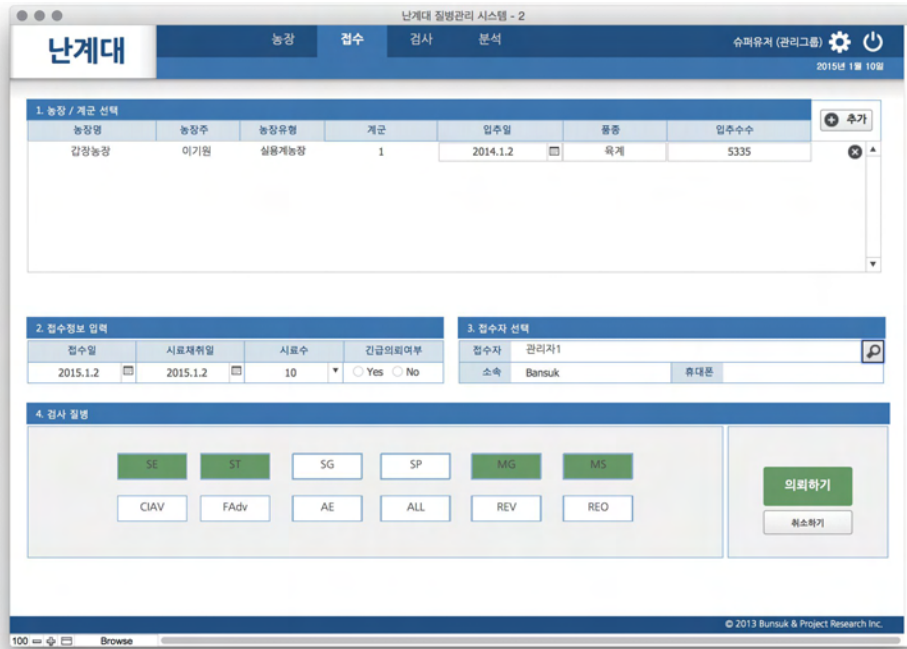 난계대 질병관리 시스템 - 2
난계대 농장 접수 검사 분석 슈퍼유저 (관리그룹)
2015년 1월 10일
1. 농장 / 계군 선택
추가
농장명 농장주 농장유형 계군 입추일 품종 입추수수
갑장농장 이기원 실용계농장 1 2014.1.2 육계 5335
2. 접수정보 입력
접수일 시료채취일 시료수 긴급의뢰여부
2015.1.2 2015.1.2 10 Yes No
3. 접수자 선택
접수자 관리자1
소속 Bansuk 휴대폰
4. 검사 질병
SE ST SG SP MG MS
CIAV FAdv AE ALL REV REO
의뢰하기
취소하기
© 2013 Bunsuk & Project Research Inc.
100 Browse